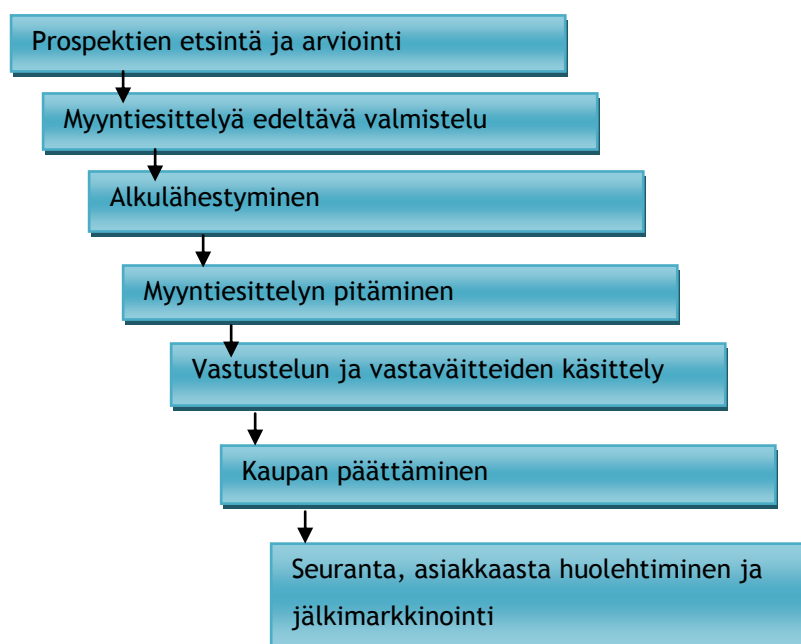 Prospektien etsintä ja arviointi
Myyntiesittelyä edeltävä valmistelu
Alkulähestyminen
Myyntiesittelyn pitäminen
Vastustelun ja vastaväitteiden käsittely
Kaupan päättäminen
Seuranta, asiakkaasta huolehtiminen ja
jälkimarkkinointi